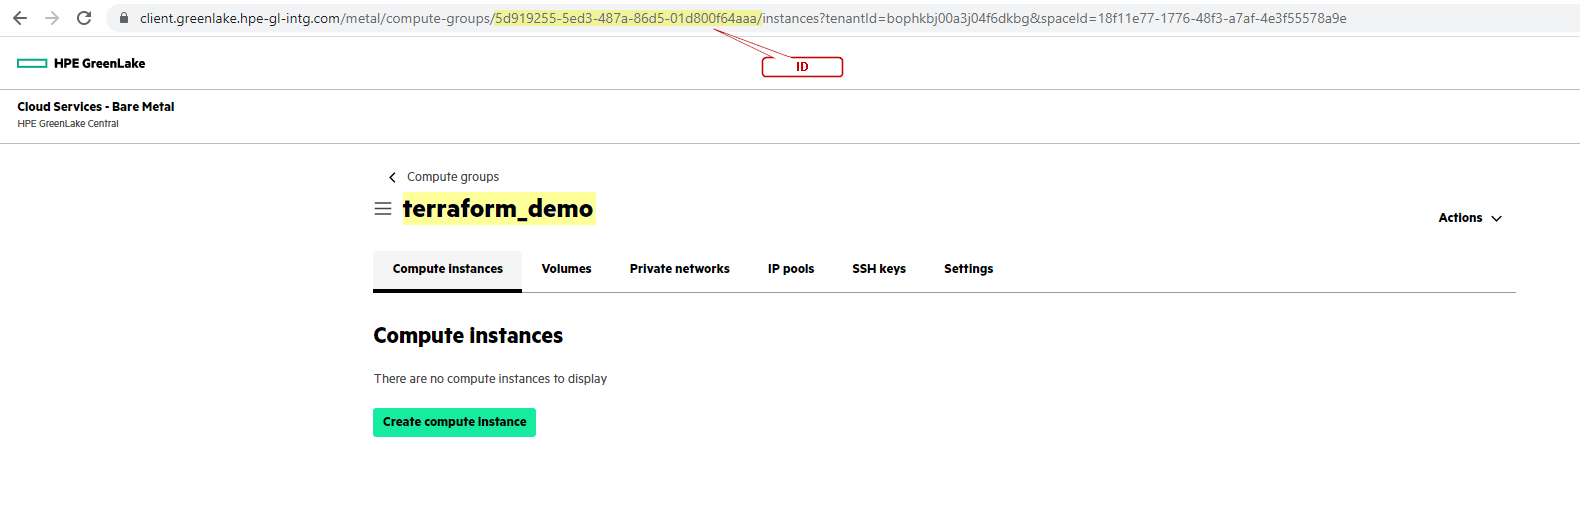 client.greenlake.hpe-gl-intg.com/metal/compute-groups/5d919255-5ed3-487a-86d5-01d800f64aaa/instances?tenantId=bophkbj00a3j04f6dkbg&spaceId=18f11e77-1776-48f3-a7af-4e3f55578a9e
ID
HPE GreenLake
Cloud Services - Bare Metal
HPE GreenLake Central
Compute groups
terraform_demo
Actions
Compute instances Volumes Private networks IP pools SSH keys Settings
Compute instances
There are no compute instances to display
Create compute instance